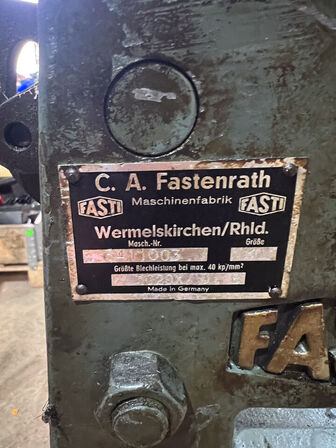 C. A. Fastenrath
FASTI Maschinenfabrik FASTI
Wermelskirchen/Rhld.
Masch.-Nr. Größe
Größte Blechleistung bei max. 40 kp/mm²
Made in Germany
FA